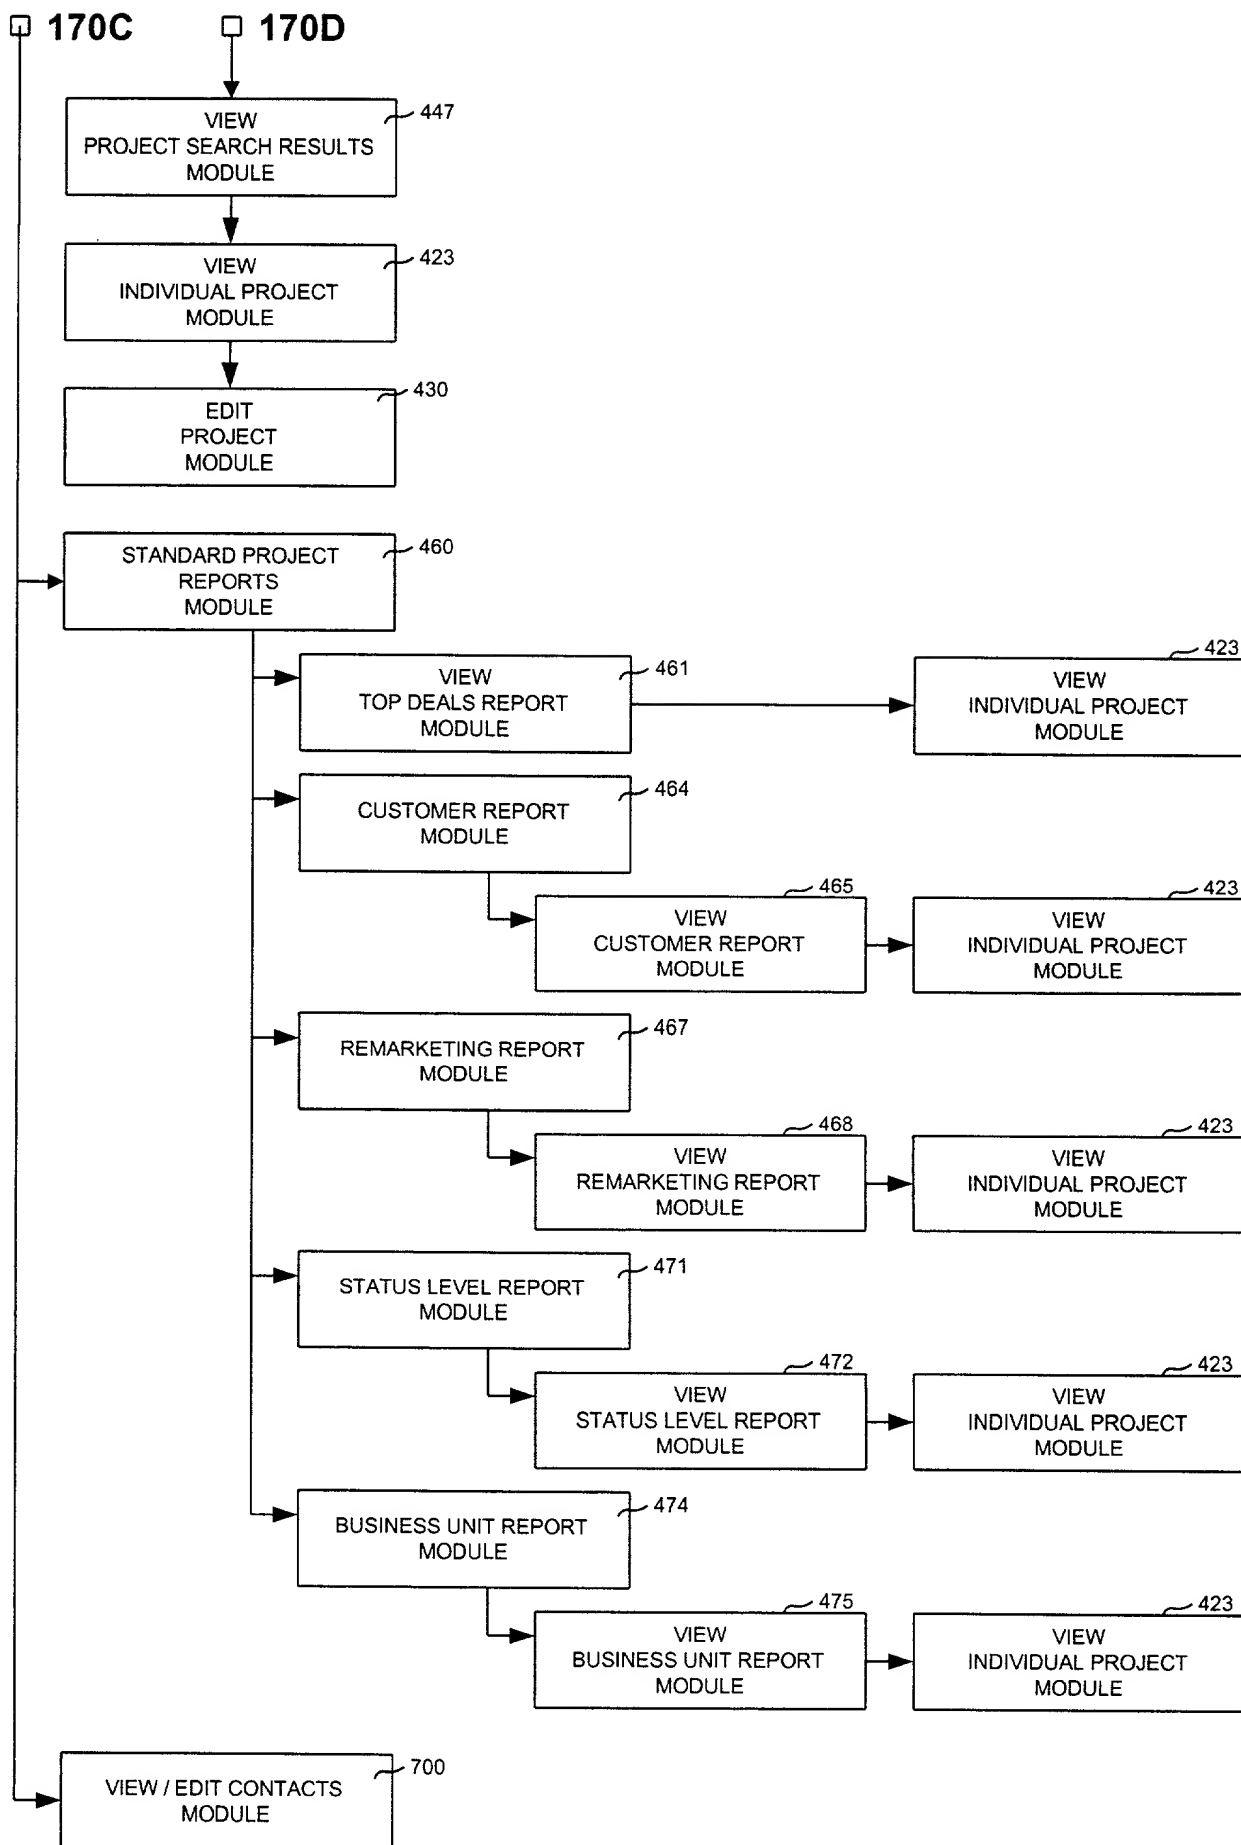 170C 170D
447
VIEW
PROJECT SEARCH RESULTS
MODULE
423
VIEW
INDIVIDUAL PROJECT
MODULE
430
EDIT
PROJECT
MODULE
460
STANDARD PROJECT
REPORTS
MODULE
461
VIEW
TOP DEALS REPORT
MODULE
423
VIEW
INDIVIDUAL PROJECT
MODULE
464
CUSTOMER REPORT
MODULE
465
VIEW
CUSTOMER REPORT
MODULE
423
VIEW
INDIVIDUAL PROJECT
MODULE
467
REMARKETING REPORT
MODULE
468
VIEW
REMARKETING REPORT
MODULE
423
VIEW
INDIVIDUAL PROJECT
MODULE
471
STATUS LEVEL REPORT
MODULE
472
VIEW
STATUS LEVEL REPORT
MODULE
423
VIEW
INDIVIDUAL PROJECT
MODULE
474
BUSINESS UNIT REPORT
MODULE
475
VIEW
BUSINESS UNIT REPORT
MODULE
423
VIEW
INDIVIDUAL PROJECT
MODULE
700
VIEW / EDIT CONTACTS
MODULE